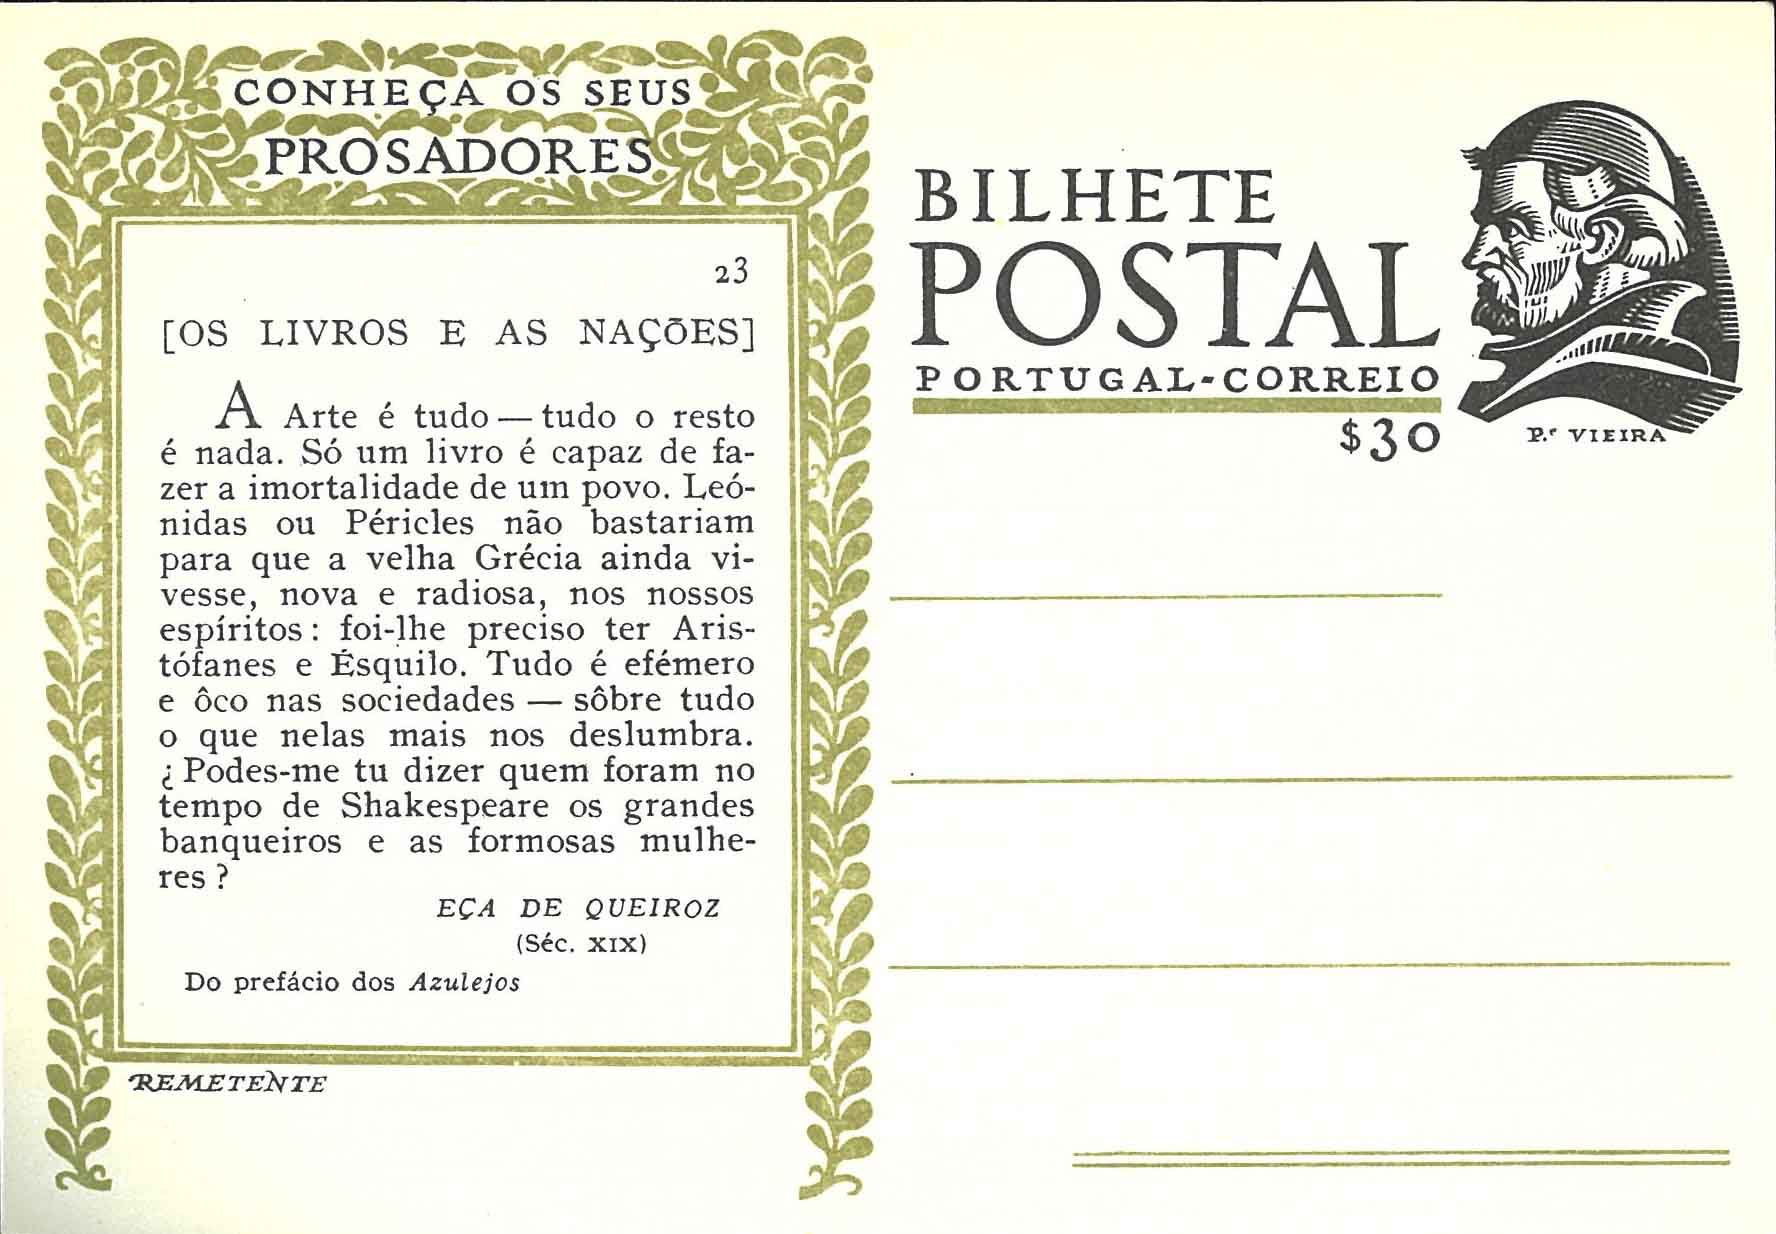 CONHEÇA OS SEUS
PROSADORES
23
[OS LIVROS E AS NAÇÕES]
A Arte é tudo — tudo o resto
é nada. Só um livro é capaz de fa-
zer a imortalidade de um povo. Leó-
nidas ou Péricles não bastariam
para que a velha Grécia ainda vi-
vesse, nova e radiosa, nos nossos
espíritos : foi-lhe preciso ter Aris-
tófanes e Ésquilo. Tudo é efémero
e ôco nas sociedades — sôbre tudo
o que nelas mais nos deslumbra.
¿ Podes-me tu dizer quem foram no
tempo de Shakespeare os grandes
banqueiros e as formosas mulhe-
res ?
EÇA DE QUEIROZ
(Séc. XIX)
Do prefácio dos Azulejos
REMETENTE
BILHETE
POSTAL
PORTUGAL-CORREIO
$30
P.e VIEIRA